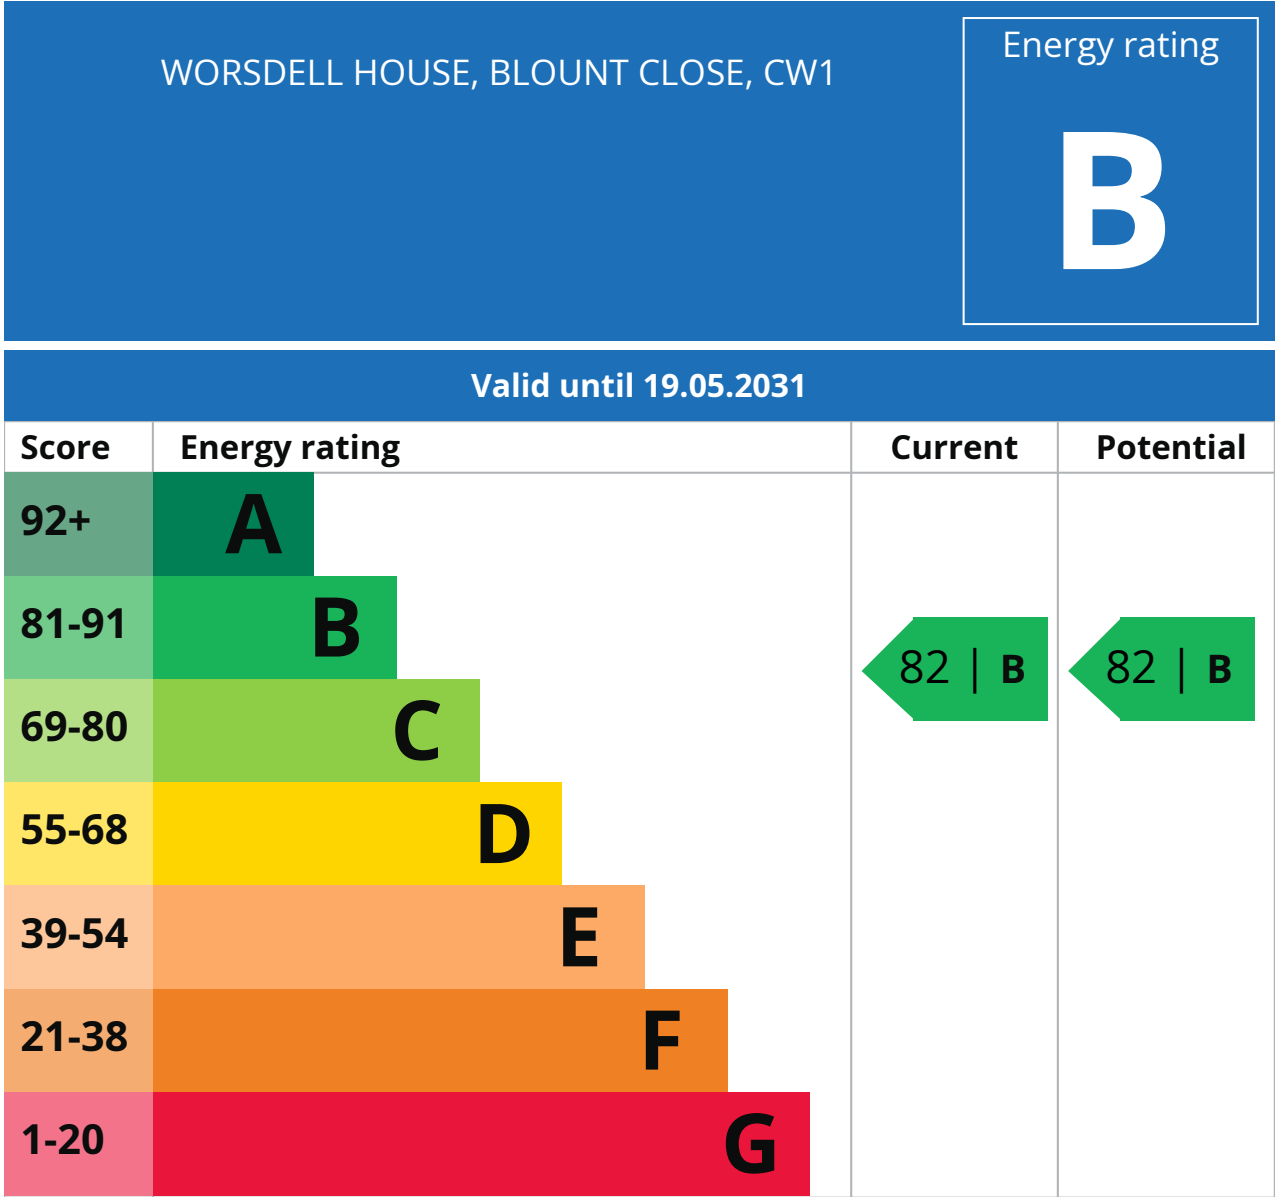 WORSDELL HOUSE, BLOUNT CLOSE, CW1
Energy rating
B
Valid until 19.05.2031
Score Energy rating Current Potential
92+ A
81-91 B
82 | B 82 | B
69-80 C
55-68 D
39-54 E
21-38 F
1-20 G